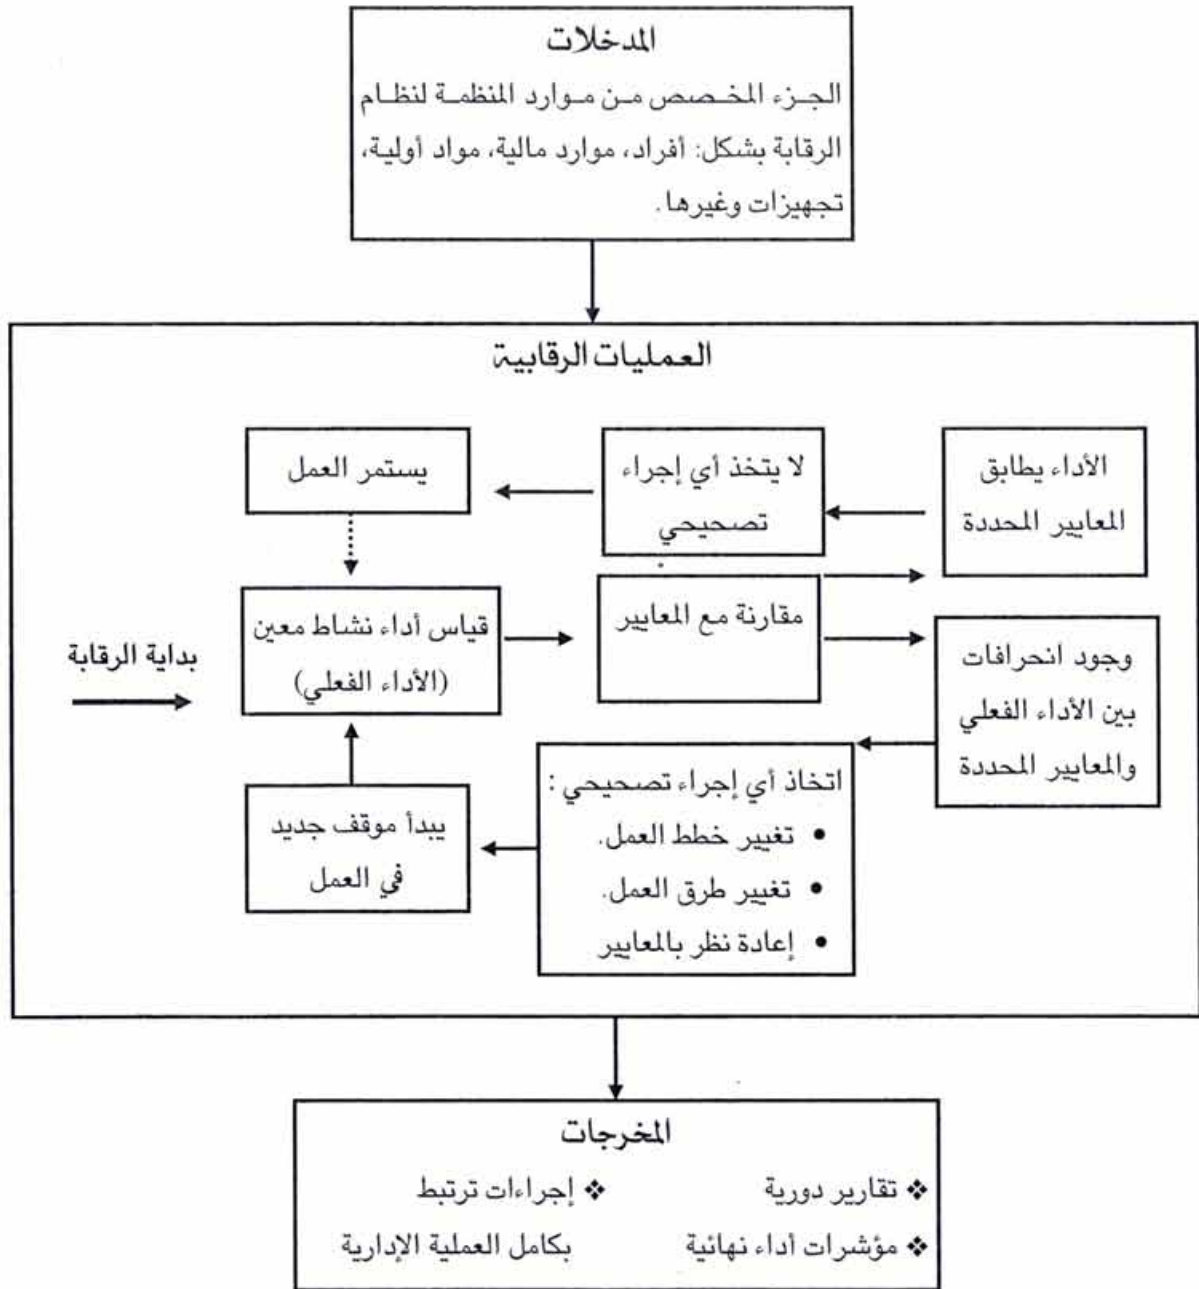 المدخلات
الجزء المخصص من موارد المنظمة لنظام
الرقابة بشكل: أفراد، موارد مالية، مواد أولية،
تجهيزات وغيرها.
العمليات الرقابية
الأداء يطابق
المعايير المحددة
لا يتخذ أي إجراء
تصحيحي
يستمر العمل
بداية الرقابة
قياس أداء نشاط معين
(الأداء الفعلي)
مقارنة مع المعايير
وجود انحرافات
بين الأداء الفعلي
والمعايير المحددة
اتخاذ أي إجراء تصحيحي:
• تغيير خطط العمل.
• تغيير طرق العمل.
• إعادة نظر بالمعايير
يبدأ موقف جديد
في العمل
المخرجات
❖ تقارير دورية
❖ مؤشرات أداء نهائية
❖ إجراءات ترتبط
بكامل العملية الإدارية